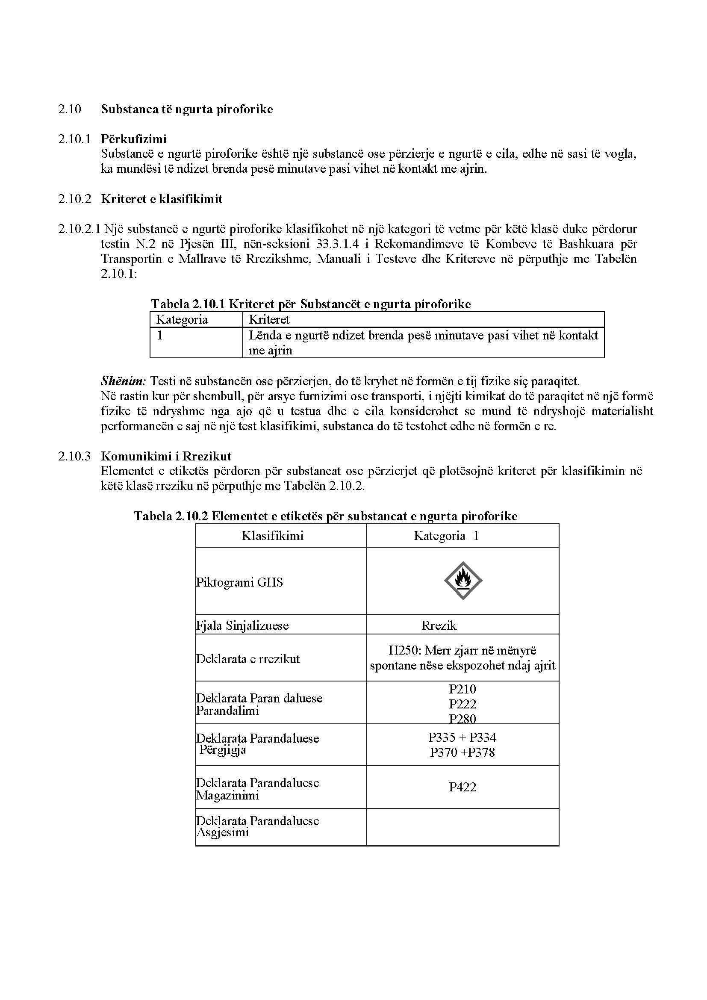 2.10 Substanca të ngurta piroforike
2.10.1 Përkufizimi
Substancë e ngurtë piroforike është një substancë ose përzierje e ngurtë e cila, edhe në sasi të vogla,
ka mundësi të ndizet brenda pesë minutave pasi vihet në kontakt me ajrin.
2.10.2 Kriteret e klasifikimit
2.10.2.1 Një substancë e ngurtë piroforike klasifikohet në një kategori të vetme për këtë klasë duke përdorur
testin N.2 në Pjesën III, nën-seksioni 33.3.1.4 i Rekomandimeve të Kombeve të Bashkuara për
Transportin e Mallrave të Rrezikshme, Manuali i Testeve dhe Kritereve në përputhje me Tabelën
2.10.1:
Tabela 2.10.1 Kriteret për Substancët e ngurta piroforike
Kategoria Kriteret
1 Lënda e ngurtë ndizet brenda pesë minutave pasi vihet në kontakt
me ajrin
Shënim: Testi në substancën ose përzierjen, do të kryhet në formën e tij fizike siç paraqitet.
Në rastin kur për shembull, për arsye furnizimi ose transporti, i njëjti kimikat do të paraqitet në një formë
fizike të ndryshme nga ajo që u testua dhe e cila konsiderohet se mund të ndryshojë materialisht
performancën e saj në një test klasifikimi, substanca do të testohet edhe në formën e re.
2.10.3 Komunikimi i Rrezikut
Elementet e etiketës përdoren për substancat ose përzierjet që plotësojnë kriteret për klasifikimin në
këtë klasë rreziku në përputhje me Tabelën 2.10.2.
Tabela 2.10.2 Elementet e etiketës për substancat e ngurta piroforike
Klasifikimi Kategoria 1
Piktogrami GHS
Fjala Sinjalizuese Rrezik
Deklarata e rrezikut
H250: Merr zjarr në mënyrë
spontane nëse ekspozohet ndaj ajrit
Deklarata Paran daluese
Parandalimi
P210
P222
P280
Deklarata Parandaluese
Përgjigja
P335 + P334
P370 +P378
Deklarata Parandaluese
Magazinimi
P422
Deklarata Parandaluese
Asgjesimi